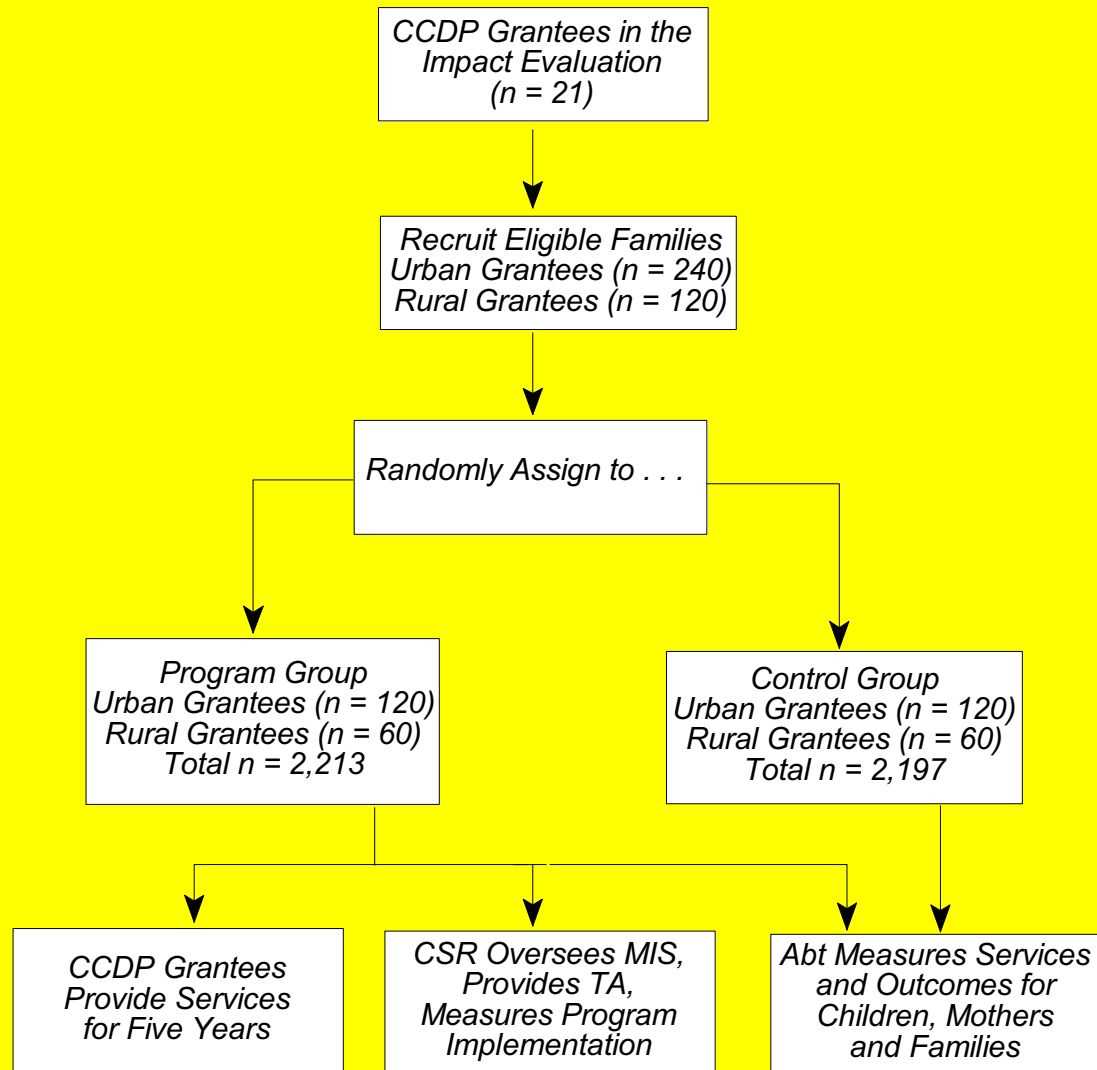 CCDP Grantees in the
Impact Evaluation
(n = 21)
Recruit Eligible Families
Urban Grantees (n = 240)
Rural Grantees (n = 120)
Randomly Assign to . . .
Program Group
Urban Grantees (n = 120)
Rural Grantees (n = 60)
Total n = 2,213
Control Group
Urban Grantees (n = 120)
Rural Grantees (n = 60)
Total n = 2,197
CCDP Grantees
Provide Services
for Five Years
CSR Oversees MIS,
Provides TA,
Measures Program
Implementation
Abt Measures Services
and Outcomes for
Children, Mothers
and Families